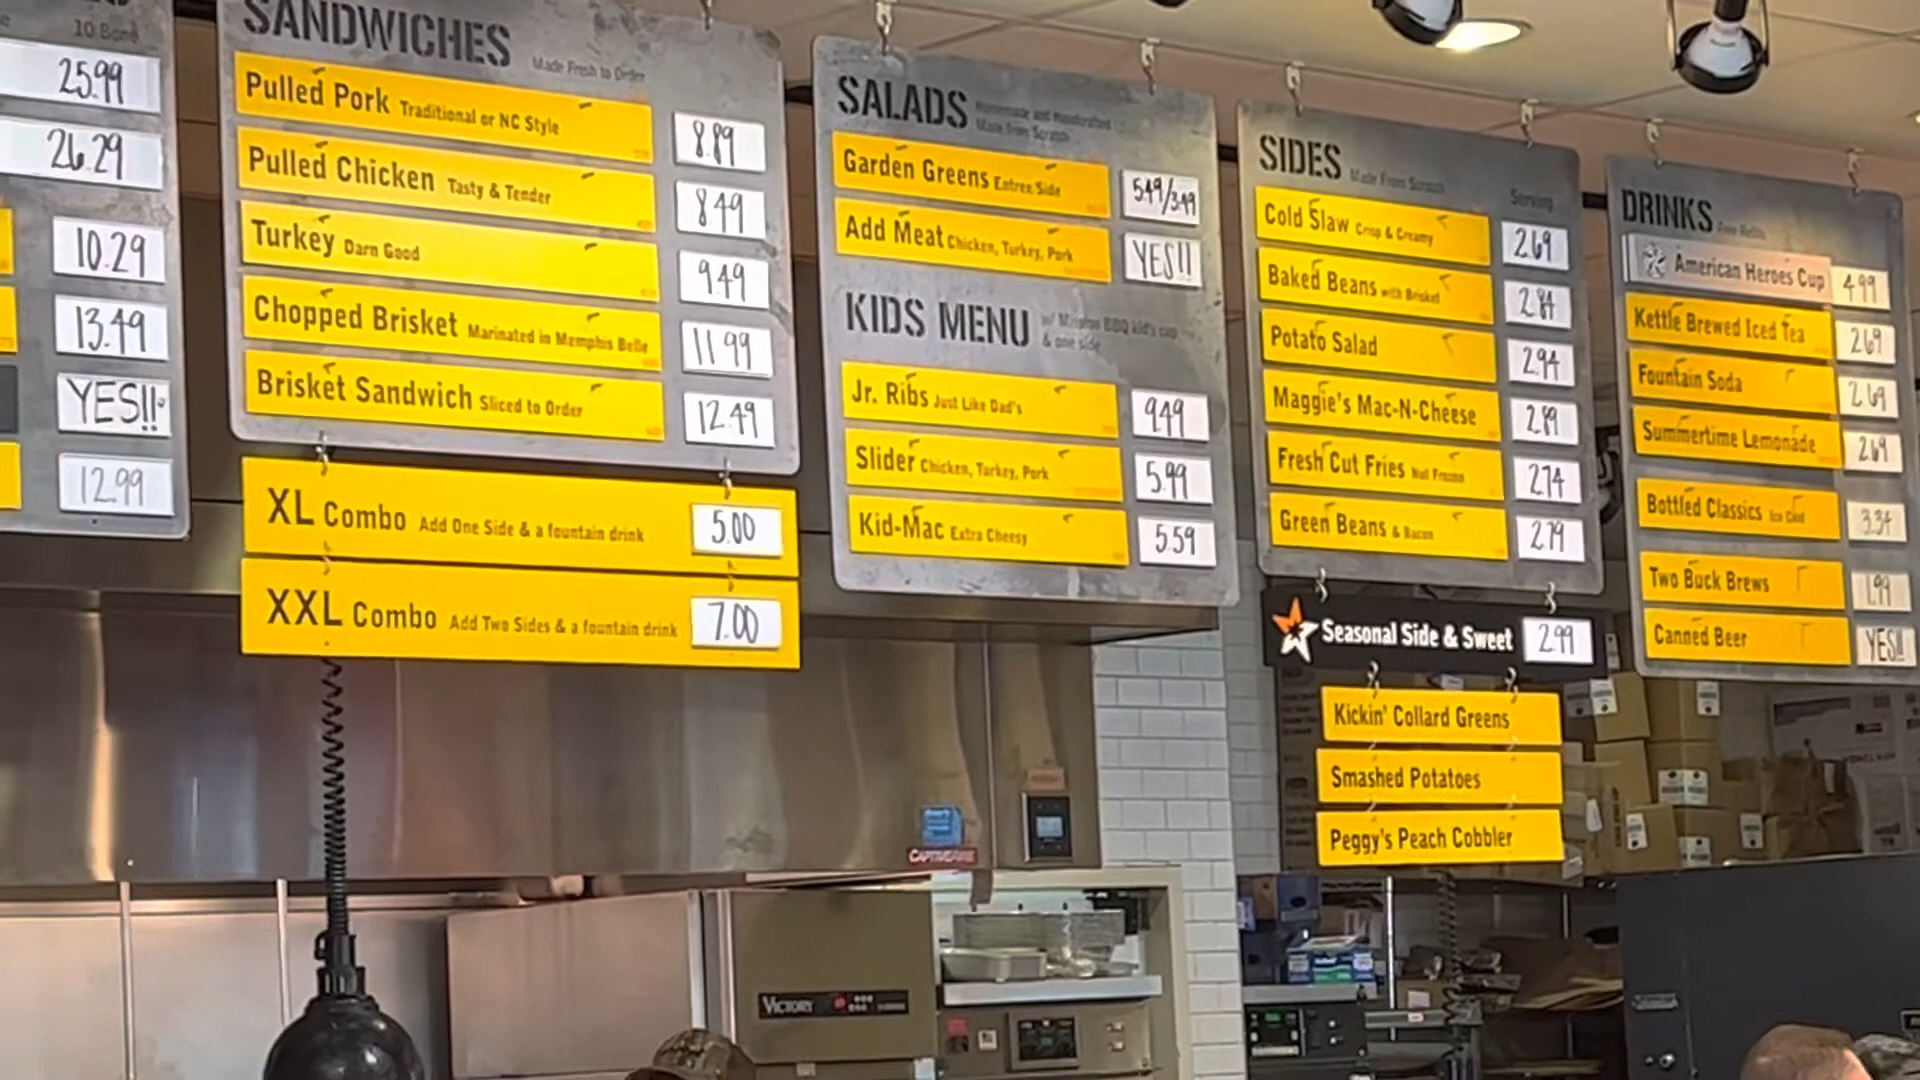 10 Bone
25.99
26.29
10.29
13.49
YES!!
12.99
SANDWICHES Made Fresh to Order
Pulled Pork Traditional or NC Style 8.89
Pulled Chicken Tasty & Tender 8.49
Turkey Darn Good 9.49
Chopped Brisket Marinated in Memphis Belle 11.99
Brisket Sandwich Sliced to Order 12.49
XL Combo Add One Side & a fountain drink 5.00
XXL Combo Add Two Sides & a fountain drink 7.00
SALADS Homemade and Handcrafted
Made from Scratch
Garden Greens Entree/Side 5.49/3.49
Add Meat Chicken, Turkey, Pork YES!!
KIDS MENU w/ Mission BBQ kid's cup
& one side
Jr. Ribs Just Like Dad's 9.49
Slider Chicken, Turkey, Pork 5.99
Kid-Mac Extra Cheesy 5.59
SIDES Made From Scratch Serving
Cold Slaw Crisp & Creamy 2.69
Baked Beans with Brisket 2.84
Potato Salad 2.94
Maggie's Mac-N-Cheese 2.89
Fresh Cut Fries Not Frozen 2.74
Green Beans & Bacon 2.79
Seasonal Side & Sweet 2.99
Kickin' Collard Greens
Smashed Potatoes
Peggy's Peach Cobbler
DRINKS Free Refills
American Heroes Cup 4.99
Kettle Brewed Iced Tea 2.69
Fountain Soda 2.69
Summertime Lemonade 2.69
Bottled Classics Ice Cold 3.34
Two Buck Brews 1.99
Canned Beer YES!!
VICTORY